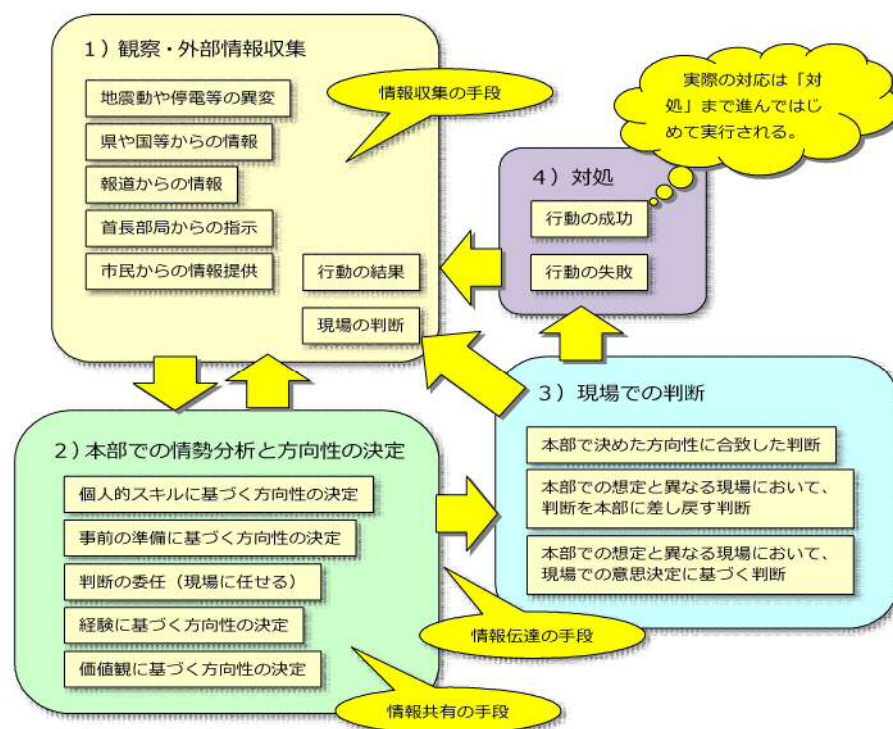 1）観察・外部情報収集
地震動や停電等の異変
県や国等からの情報
報道からの情報
首長部局からの指示
市民からの情報提供
行動の結果
現場の判断
情報収集の手段
実際の対応は「対
処」まで進んではじ
めて実行される。
4）対処
行動の成功
行動の失敗
2）本部での情勢分析と方向性の決定
個人的スキルに基づく方向性の決定
事前の準備に基づく方向性の決定
判断の委任（現場に任せる）
経験に基づく方向性の決定
価値観に基づく方向性の決定
3）現場での判断
本部で決めた方向性に合致した判断
本部での想定と異なる現場において、
判断を本部に差し戻す判断
本部での想定と異なる現場において、
現場での意思決定に基づく判断
情報伝達の手段
情報共有の手段